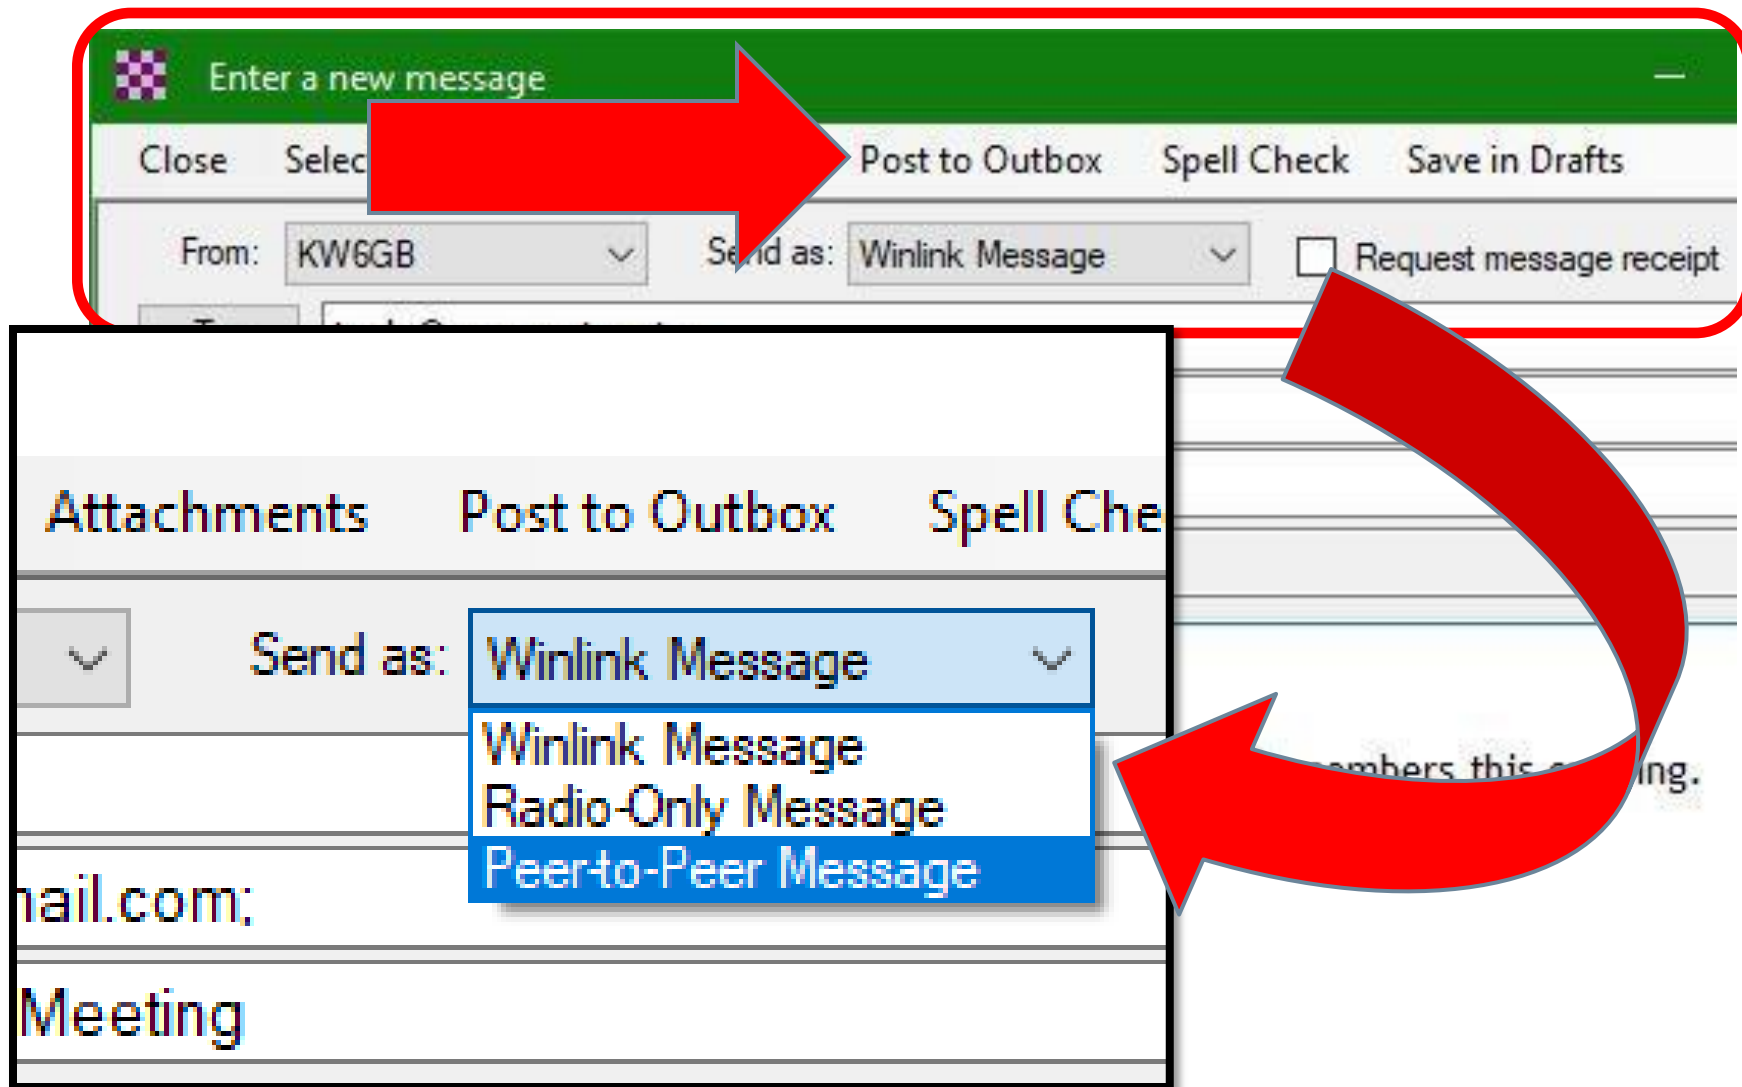 Enter a new message
Close Post to Outbox Spell Check Save in Drafts
From: KW6GB Send as: Winlink Message Request message receipt
Attachments Post to Outbox Spell
Send as: Winlink Message
Winlink Message
Radio-Only Message
Peer-to-Peer Message
this
Meeting